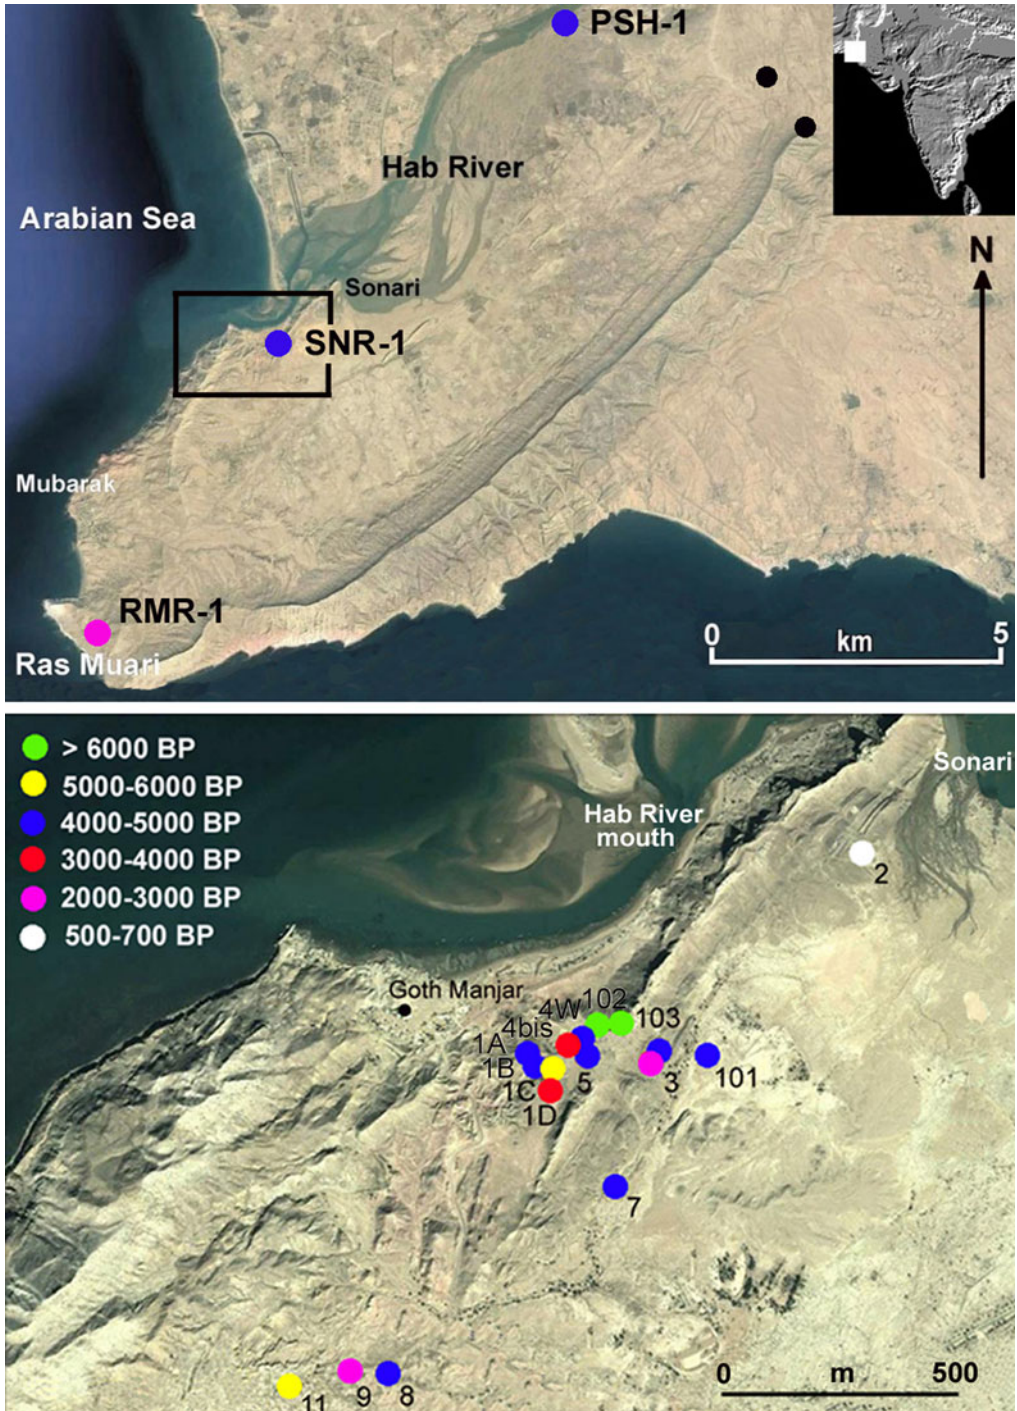 PSH-1
Hab River
Arabian Sea
N
Sonari
SNR-1
Mubarak
RMR-1
Ras Muari
0 km 5
> 6000 BP
5000-6000 BP
4000-5000 BP
3000-4000 BP
2000-3000 BP
500-700 BP
Sonari
Hab River
mouth
2
Goth Manjar
102
4W
103
4bis
1A
1B
5
3
101
1C
1D
7
11
9
8
0 m 500